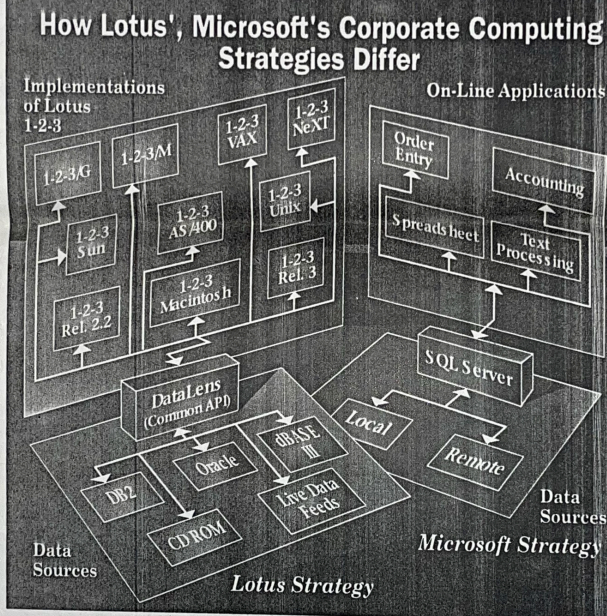 How Lotus', Microsoft's Corporate Computing
Strategies Differ
Implementations
of Lotus
1-2-3
1-2-3/G
1-2-3/M
1-2-3
VAX
1-2-3
NeXT
1-2-3
Sun
1-2-3
AS/400
1-2-3
Unix
1-2-3
Rel. 2.2
1-2-3
Macintosh
1-2-3
Rel. 3
DataLens
(Common API)
DB2
Oracle
dBASE
III
CD ROM
Live Data
Feeds
Data
Sources
Lotus Strategy
On-Line Applications
Order
Entry
Accounting
Spreadsheet
Text
Processing
SQL Server
Local
Remote
Data
Sources
Microsoft Strategy